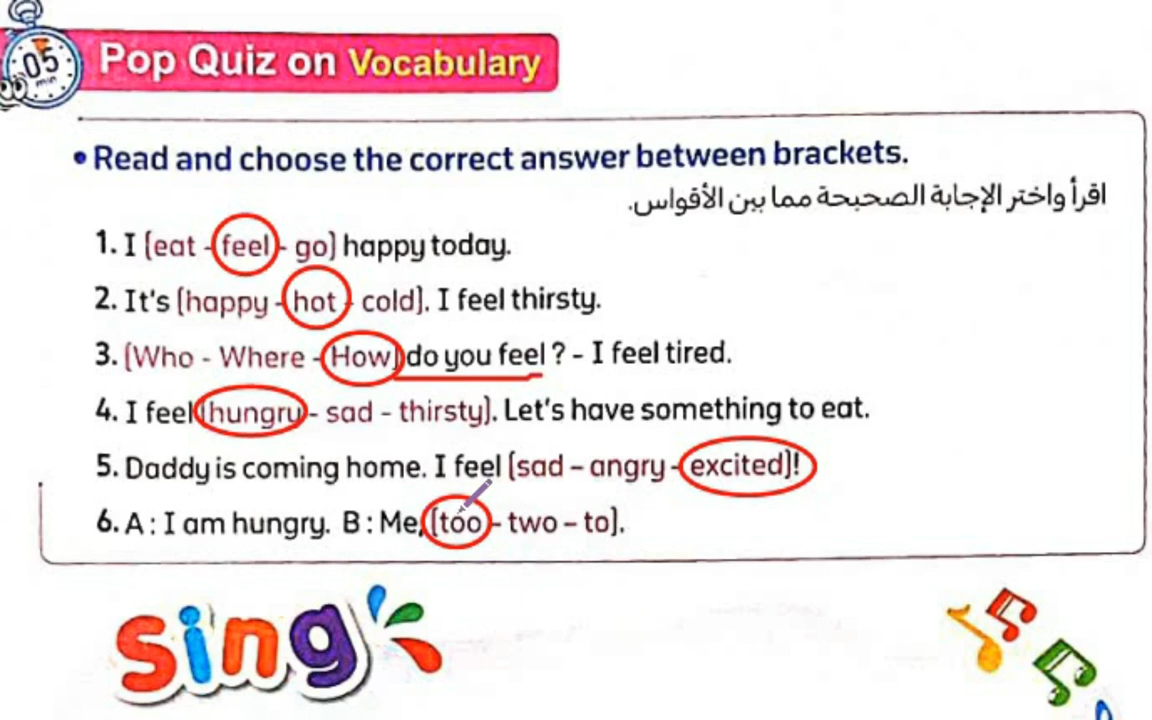 05
min
Pop Quiz on Vocabulary
• Read and choose the correct answer between brackets.
اقرأ واختر الإجابة الصحيحة مما بين الأقواس.
1. I (eat - feel - go) happy today.
2. It's (happy - hot - cold). I feel thirsty.
3. (Who - Where - How) do you feel ? - I feel tired.
4. I feel (hungry - sad - thirsty). Let's have something to eat.
5. Daddy is coming home. I feel (sad - angry - excited)!
6. A : I am hungry. B : Me, (too - two - to).
sing